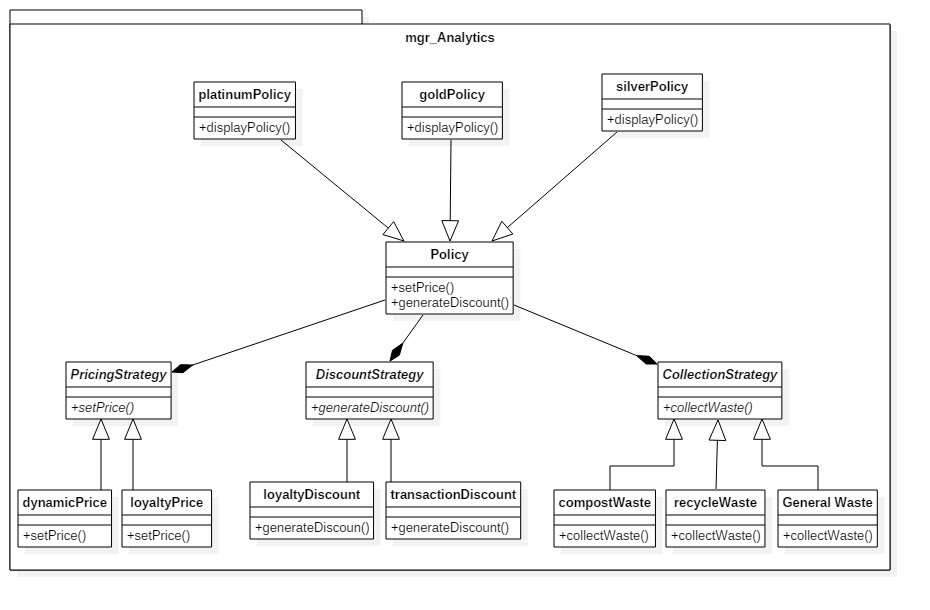 mgr_Analytics
platinumPolicy
+displayPolicy()
goldPolicy
+displayPolicy()
silverPolicy
+displayPolicy()
Policy
+setPrice()
+generateDiscount()
PricingStrategy
+setPrice()
DiscountStrategy
+generateDiscount()
CollectionStrategy
+collectWaste()
dynamicPrice
+setPrice()
loyaltyPrice
+setPrice()
loyaltyDiscount
+generateDiscoun()
transactionDiscount
+generateDiscount()
compostWaste
+collectWaste()
recycleWaste
+collectWaste()
General Waste
+collectWaste()